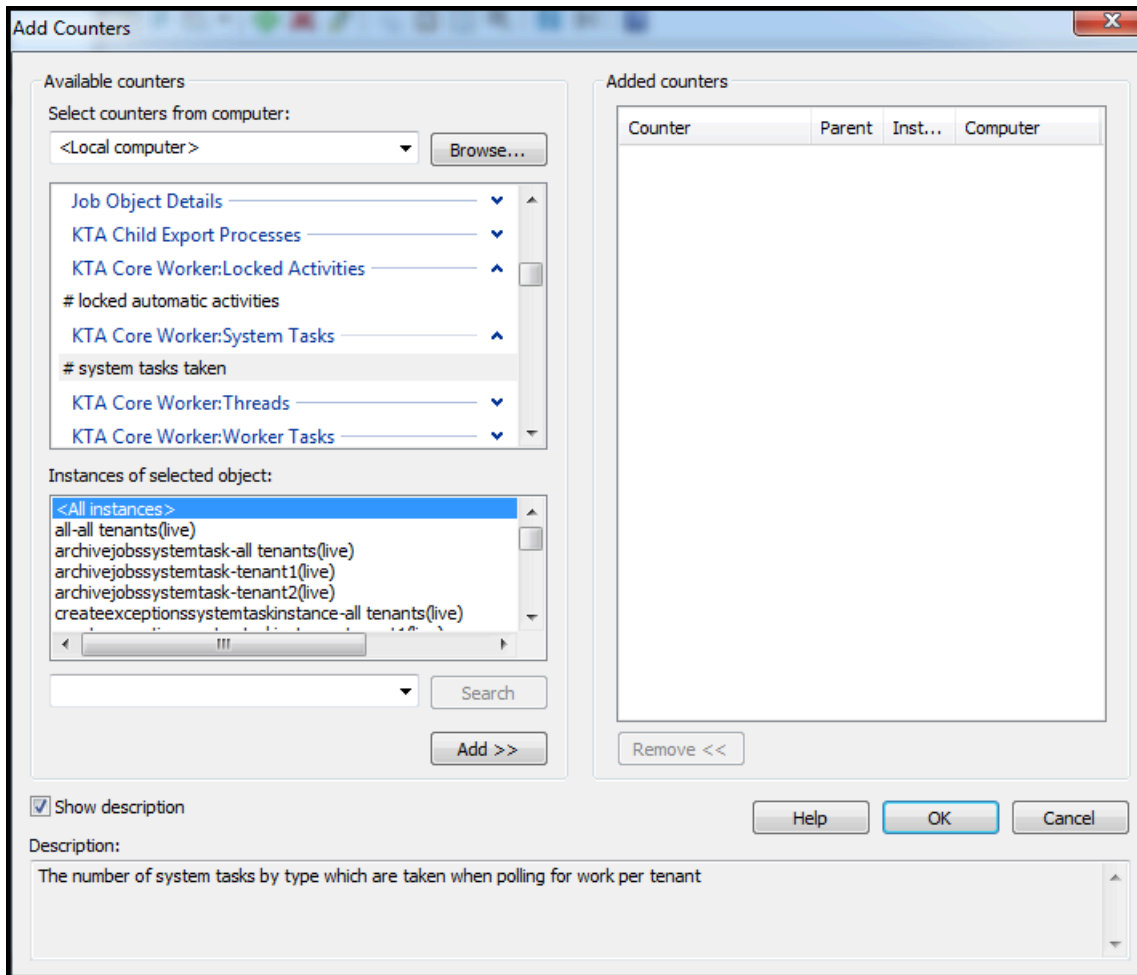 Add Counters
X
Available counters
Select counters from computer:
<Local computer>
Browse...
Job Object Details
KTA Child Export Processes
KTA Core Worker:Locked Activities
# locked automatic activities
KTA Core Worker:System Tasks
# system tasks taken
KTA Core Worker:Threads
KTA Core Worker:Worker Tasks
Instances of selected object:
<All instances>
all-all tenants(live)
archivejobssystemtask-all tenants(live)
archivejobssystemtask-tenant1(live)
archivejobssystemtask-tenant2(live)
createexceptionssystemtaskinstance-all tenants(live)
Search
Add >>
Added counters
Counter Parent Inst... Computer
Remove <<
Show description
Help OK Cancel
Description:
The number of system tasks by type which are taken when polling for work per tenant